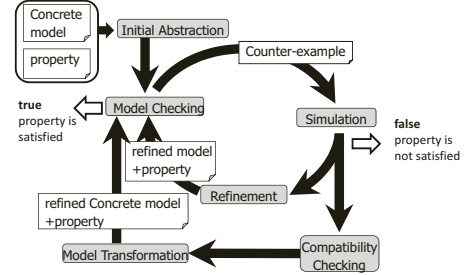 Concrete
model
property
Initial Abstraction
Counter-example
true
property is
satisfied
Model Checking
Simulation
false
property is
not satisfied
refined model
+property
Refinement
refined Concrete model
+property
Model Transformation
Compatibility
Checking